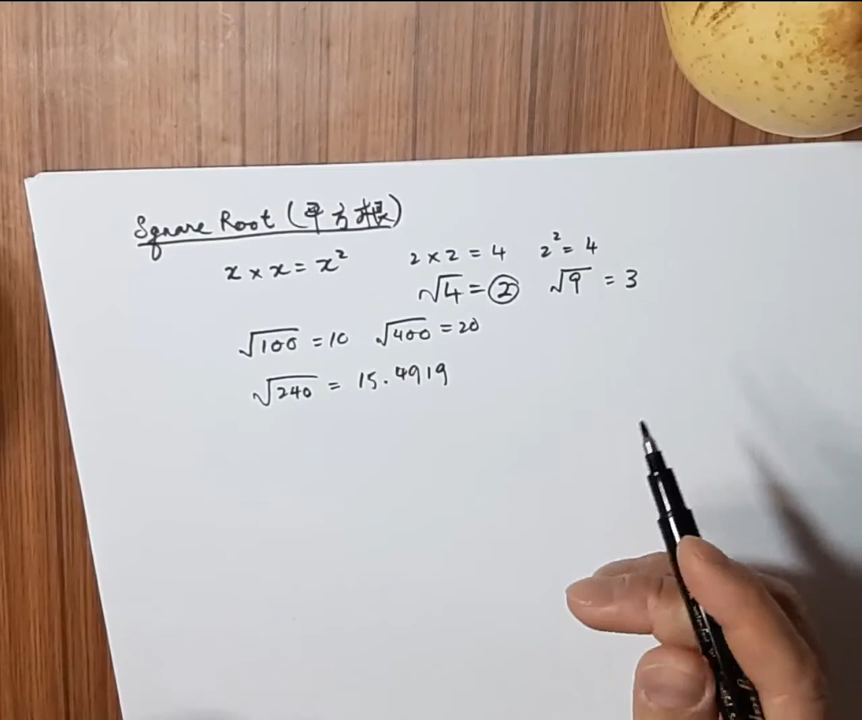 Square Root (平方根)
x × x = x² 2 × 2 = 4 2² = 4
√4 = 2 √9 = 3
√100 = 10 √400 = 20
√240 = 15.4919